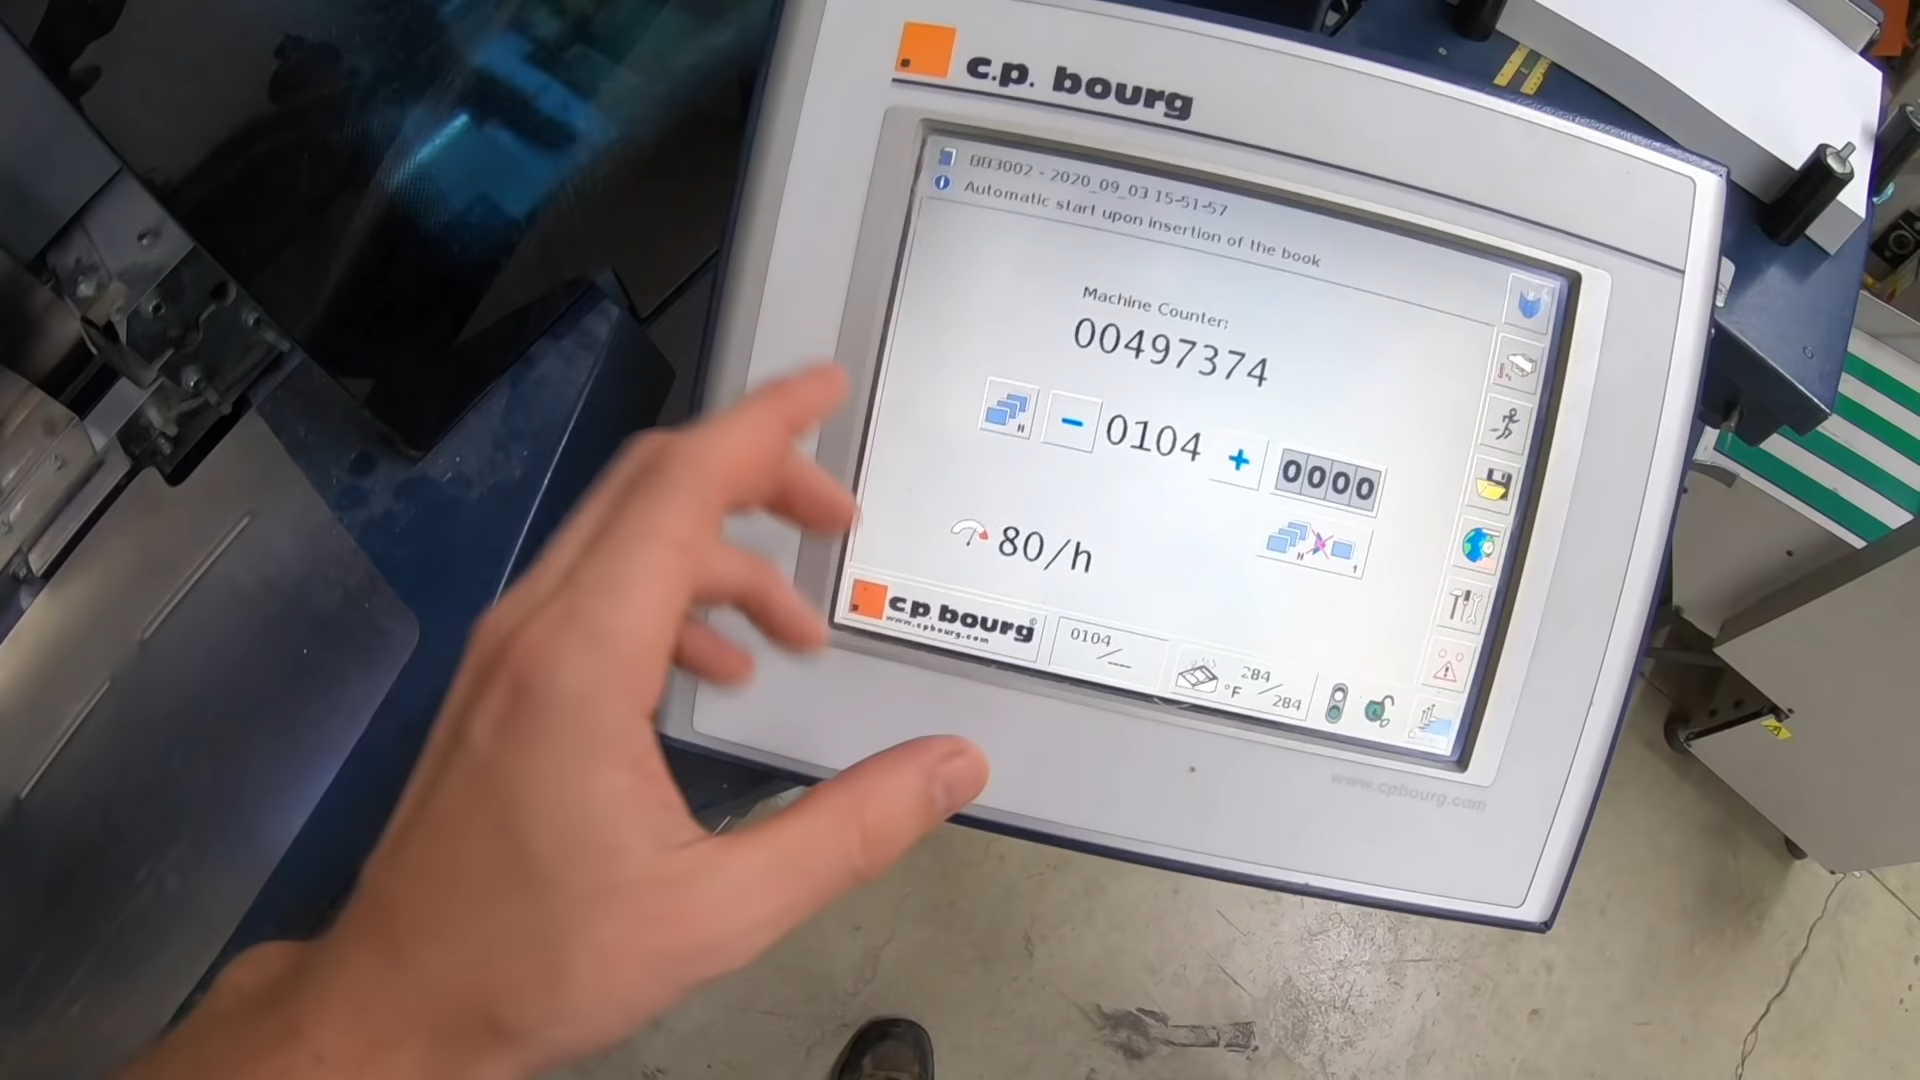 c.p. bourg
BB3002 - 2020_09_03 15-51-57
Automatic start upon insertion of the book
Machine Counter:
00497374
N
- 0104 + 0000
80/h
N 1
c.p. bourg
www.cpbourg.com
0104
/----
°F 284/284
www.cpbourg.com